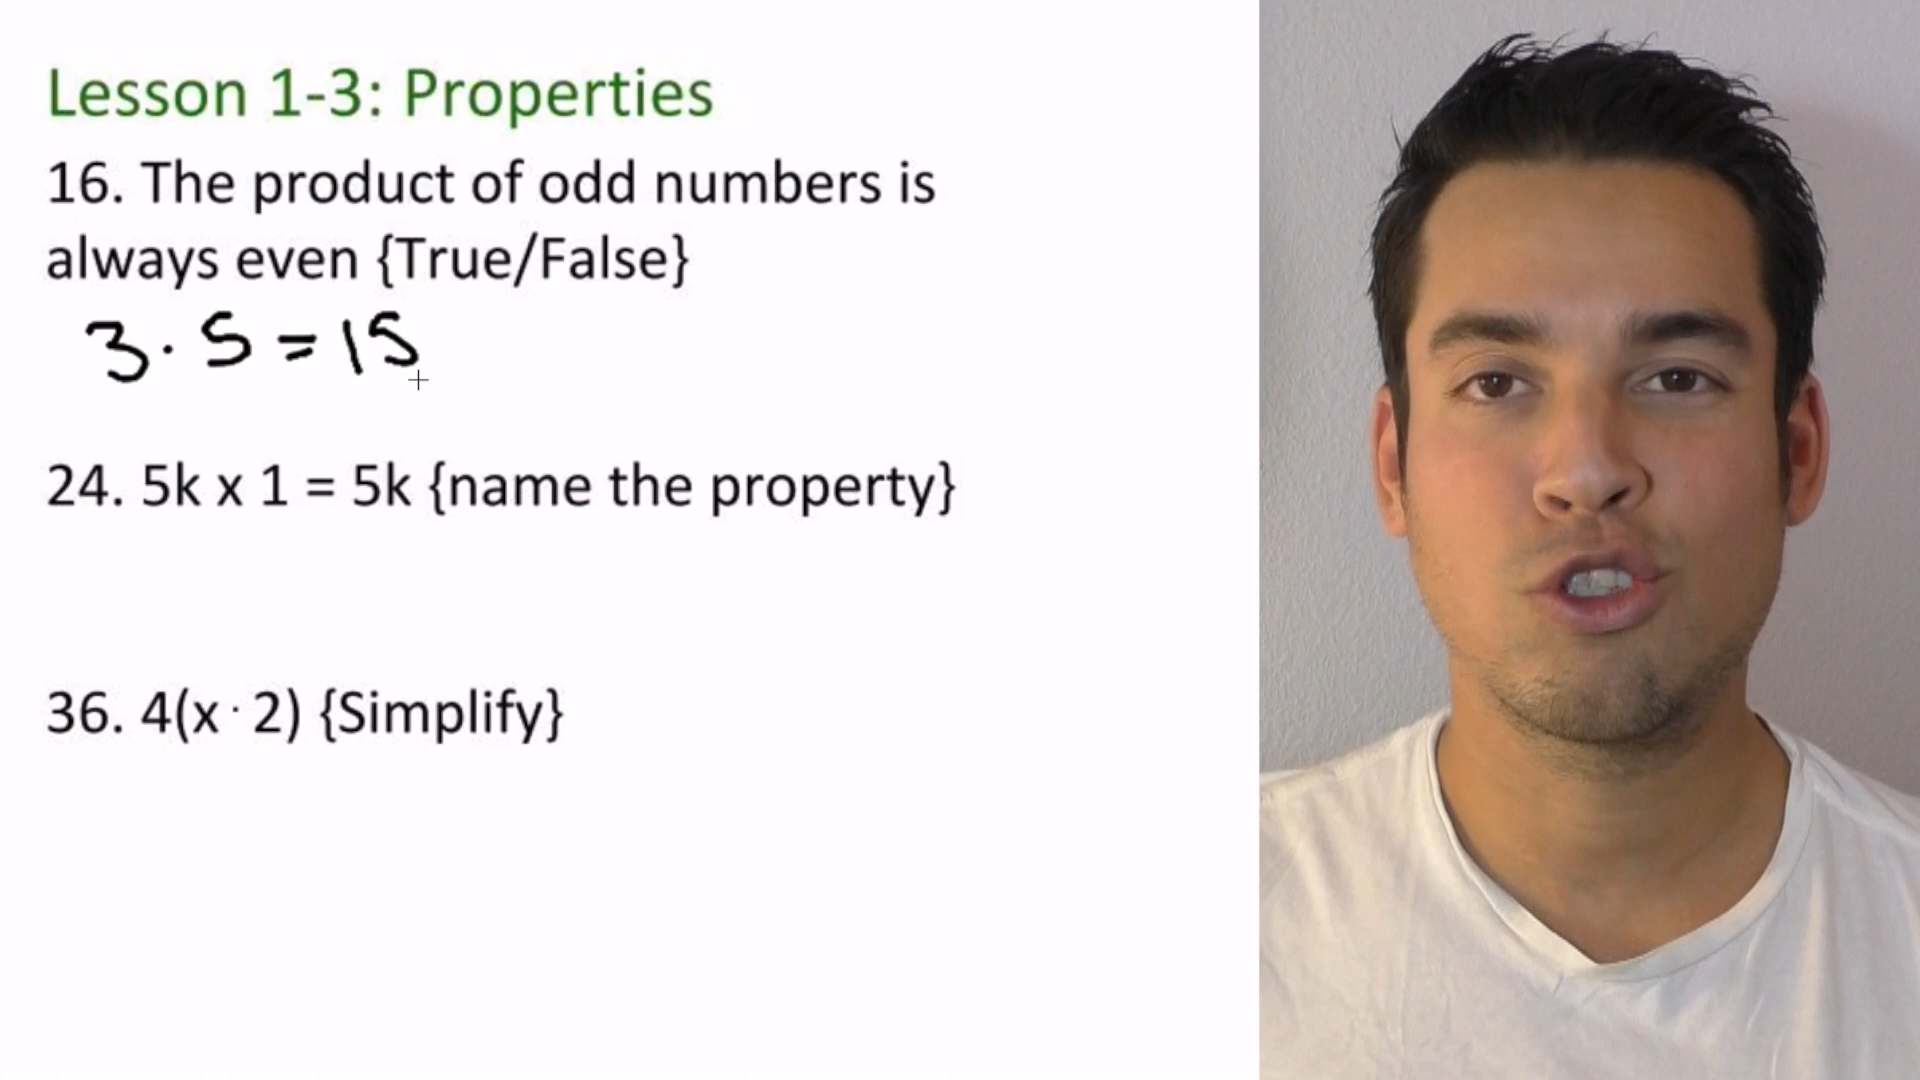 Lesson 1-3: Properties
16. The product of odd numbers is
always even {True/False}
3 · 5 = 15
24. 5k x 1 = 5k {name the property}
36. 4(x · 2) {Simplify}